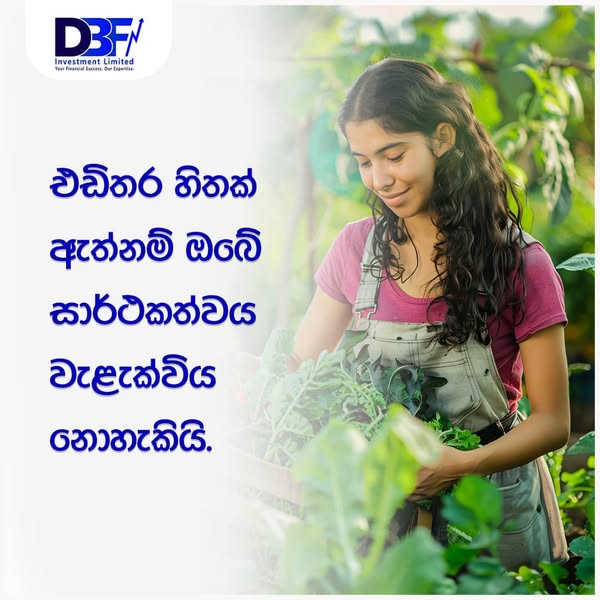 DBF
Investment Limited
Your Financial Success. Our Expertise.
එඩිතර හිතක්
ඇත්නම් ඔබේ
සාර්ථකත්වය
වැළැක්විය
නොහැකියි.